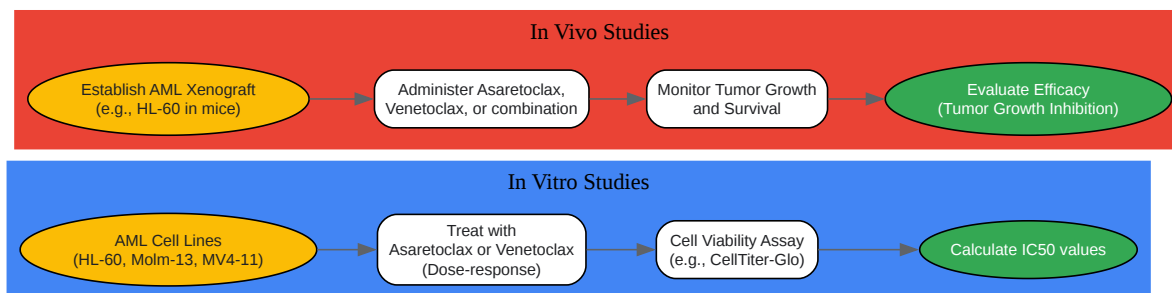 In Vivo Studies
Establish AML Xenograft
(e.g., HL-60 in mice)
Administer Asaretoclax,
Venetoclax, or combination
Monitor Tumor Growth
and Survival
Evaluate Efficacy
(Tumor Growth Inhibition)
In Vitro Studies
AML Cell Lines
(HL-60, Molm-13, MV4-11)
Treat with
Asaretoclax or Venetoclax
(Dose-response)
Cell Viability Assay
(e.g., CellTiter-Glo)
Calculate IC50 values